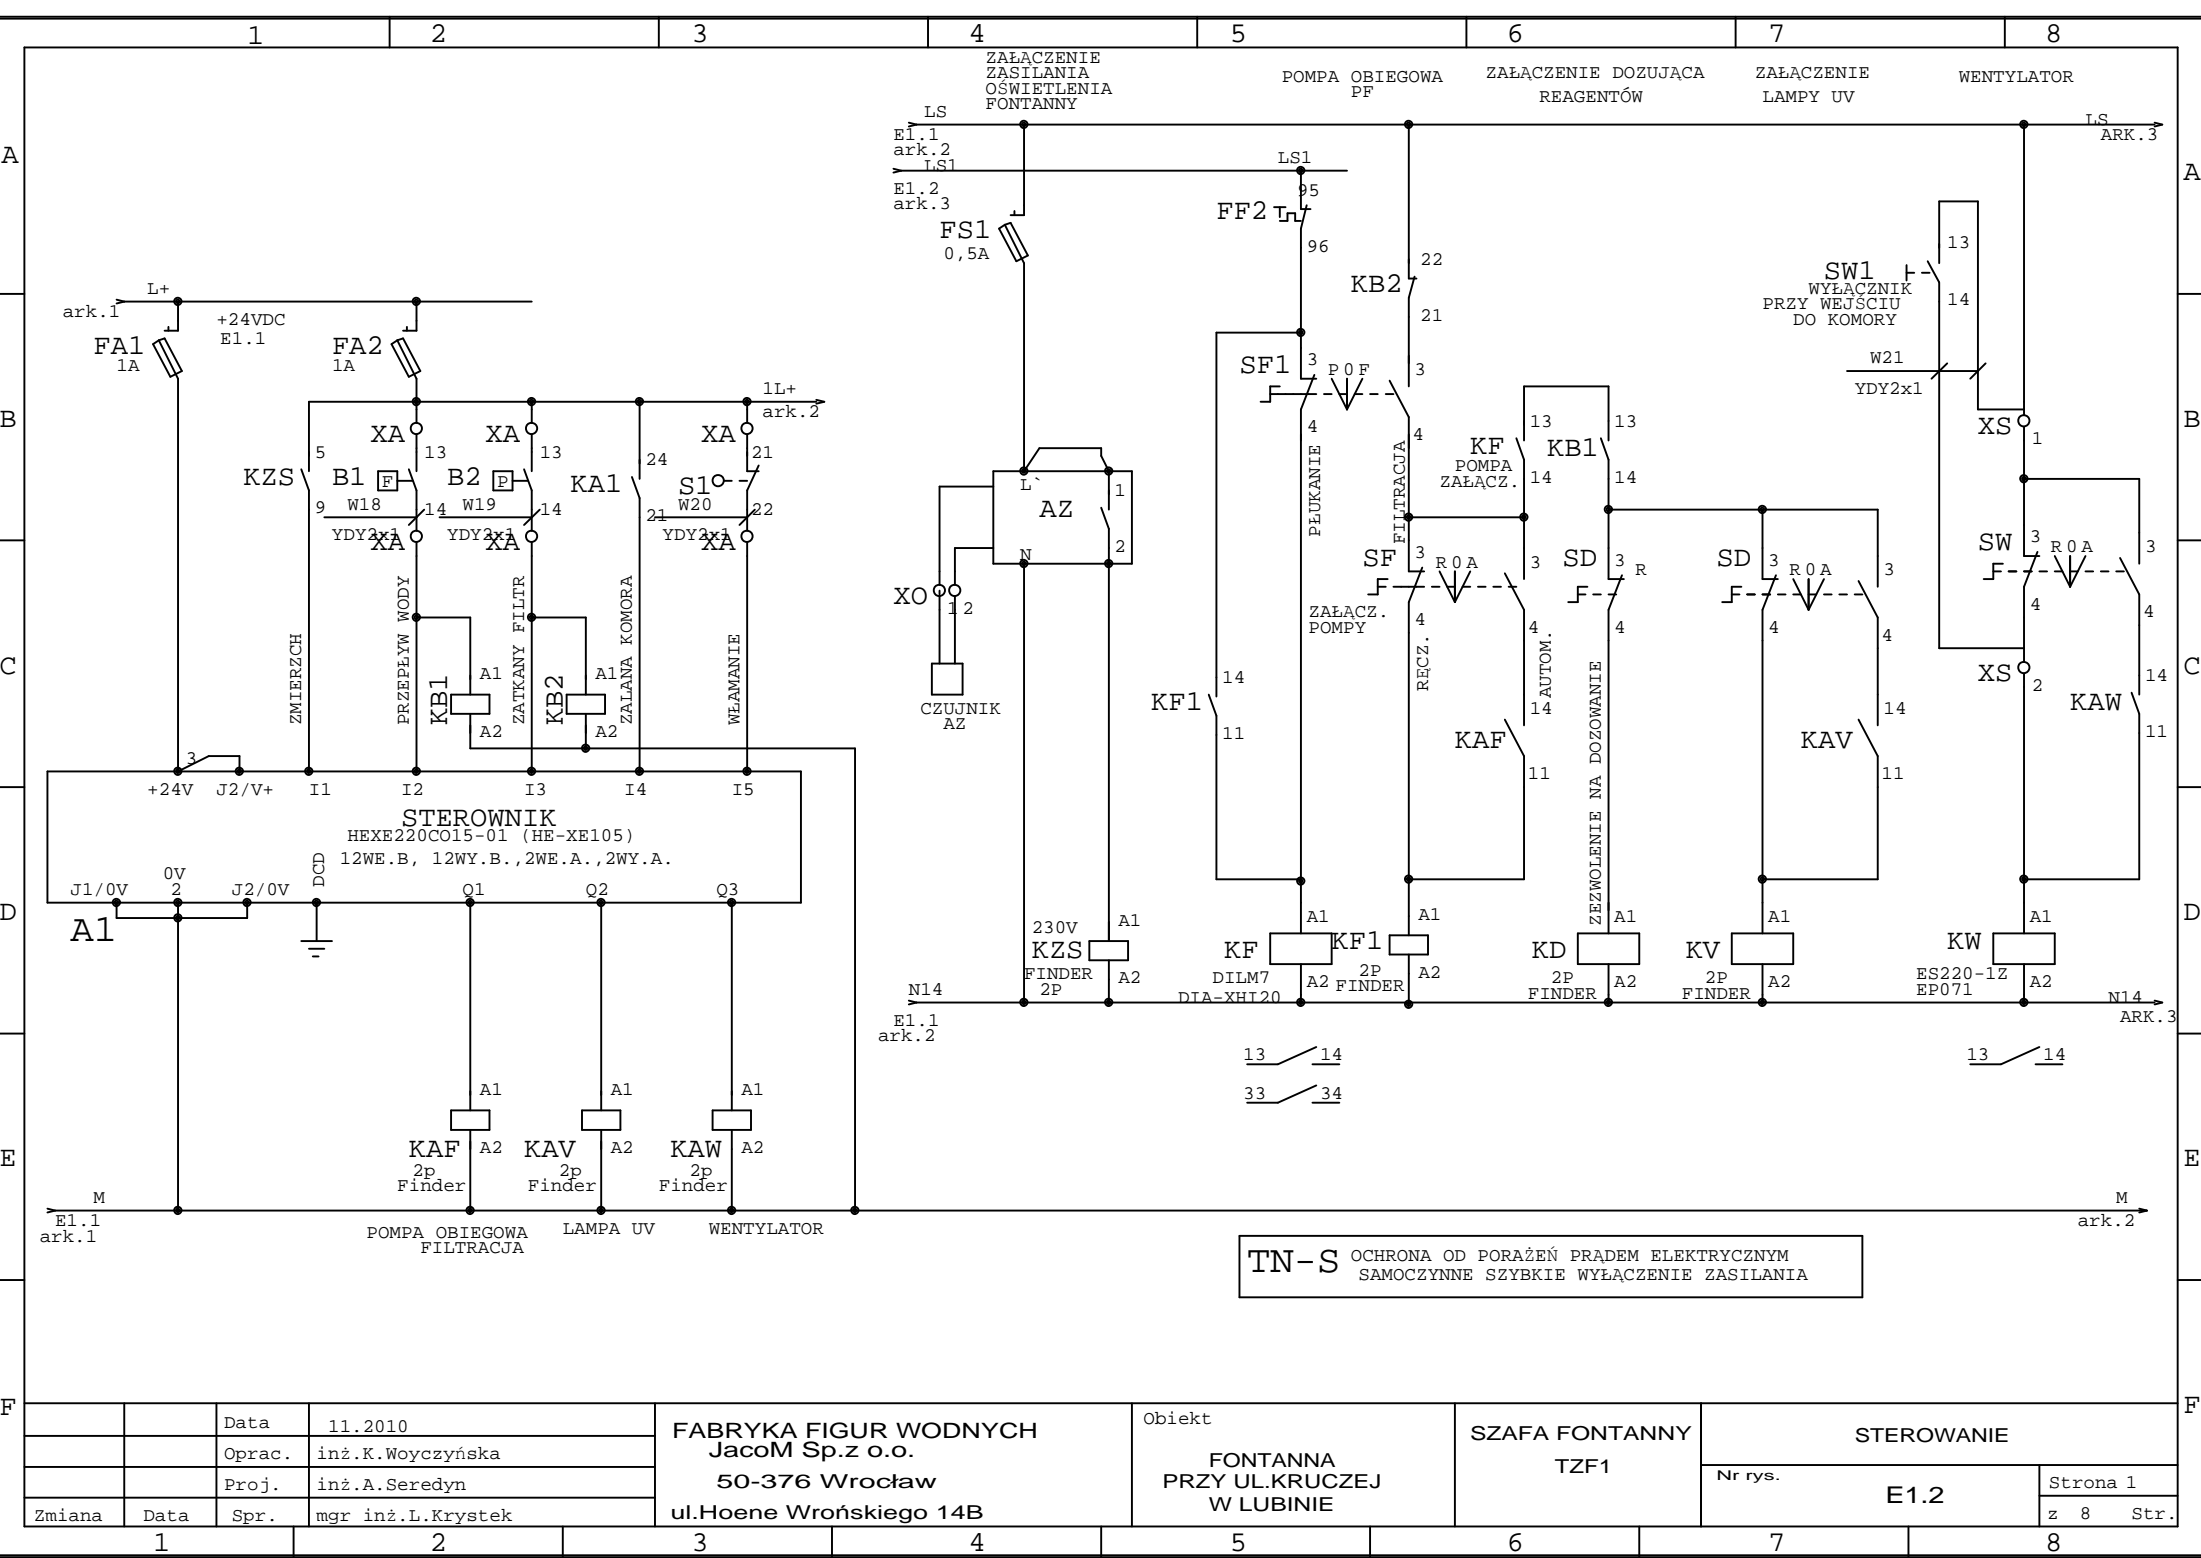 1 2 3 4 5 6 7 8
ZAŁĄCZENIE
ZASILANIA
OŚWIETLENIA
FONTANNY
POMPA OBIEGOWA
PF
ZAŁĄCZENIE DOZUJĄCA
REAGENTÓW
ZAŁĄCZENIE
LAMPY UV
WENTYLATOR
LS
E1.1
ark.2
LS1
E1.2
ark.3
LS1
LS
ARK.3
A
A
95
FF2
96
FS1
0,5A
22
KB2
21
13
SW1
WYŁĄCZNIK
PRZY WEJŚCIU
DO KOMORY
14
W21
YDY2x1
L+
ark.1
+24VDC
E1.1
FA1
1A
FA2
1A
1L+
ark.2
B
B
SF1
3
P0F
3
4
4
PŁUKANIE
FILTRACJA
XA
XA
XA
5
KZS
9
13
B1
F
W18
14
YDY2x1
XA
13
B2
P
W19
14
YDY2x1
XA
24
KA1
21
21
S1
W20
22
YDY2x1
XA
13
KF
POMPA
ZAŁĄCZ.
14
13
KB1
14
XS
1
L`
AZ
N
1
2
XO
1 2
CZUJNIK
AZ
SF
3
R0A
3
ZAŁĄCZ.
POMPY
4
4
RĘCZ.
AUTOM.
SD
3
R
4
SD
3
R0A
3
4
4
SW
3
R0A
3
4
4
C
C
ZMIERZCH
PRZEPŁYW WODY
ZATKANY FILTR
ZALANA KOMORA
WŁAMANIE
KB1
A1
A2
KB2
A1
A2
KF1
14
11
14
KAF
11
ZEZWOLENIE NA DOZOWANIE
14
KAV
11
XS
2
14
KAW
11
3
+24V
J2/V+
I1
I2
I3
I4
I5
STEROWNIK
HEXE220CO15-01 (HE-XE105)
12WE.B, 12WY.B.,2WE.A.,2WY.A.
J1/0V
0V
2
J2/0V
DCD
Q1
Q2
Q3
A1
D
D
230V
KZS
FINDER
2P
A1
A2
KF
DILM7
DIA-XHI20
A1
A2
KF1
2P
FINDER
A1
A2
KD
2P
FINDER
A1
A2
KV
2P
FINDER
A1
A2
KW
ES220-1Z
EP071
A1
A2
N14
E1.1
ark.2
N14
ARK.3
13 14
33 34
13 14
KAF
2p
Finder
A1
A2
KAV
2p
Finder
A1
A2
KAW
2p
Finder
A1
A2
E
E
M
E1.1
ark.1
POMPA OBIEGOWA
FILTRACJA
LAMPA UV
WENTYLATOR
M
ark.2
TN-S OCHRONA OD PORAŻEŃ PRĄDEM ELEKTRYCZNYM
SAMOCZYNNE SZYBKIE WYŁĄCZENIE ZASILANIA
F
F
Data 11.2010
Oprac. inż.K.Woyczyńska
Proj. inż.A.Seredyn
Zmiana Data Spr. mgr inż.L.Krystek
FABRYKA FIGUR WODNYCH
JacoM Sp.z o.o.
50-376 Wrocław
ul.Hoene Wrońskiego 14B
Obiekt
FONTANNA
PRZY UL.KRUCZEJ
W LUBINIE
SZAFA FONTANNY
TZF1
STEROWANIE
Nr rys.
E1.2
Strona 1
z 8 Str.
1 2 3 4 5 6 7 8